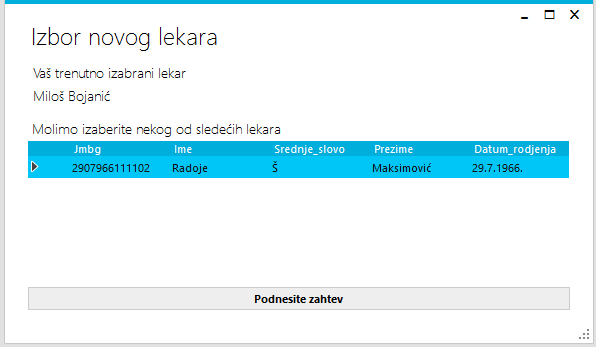 Izbor novog lekara
Vaš trenutno izabrani lekar
Miloš Bojanić
Molimo izaberite nekog od sledećih lekara
Jmbg Ime Srednje_slovo Prezime Datum_rodjenja
2907966111102 Radoje Š Maksimović 29.7.1966.
Podnesite zahtev